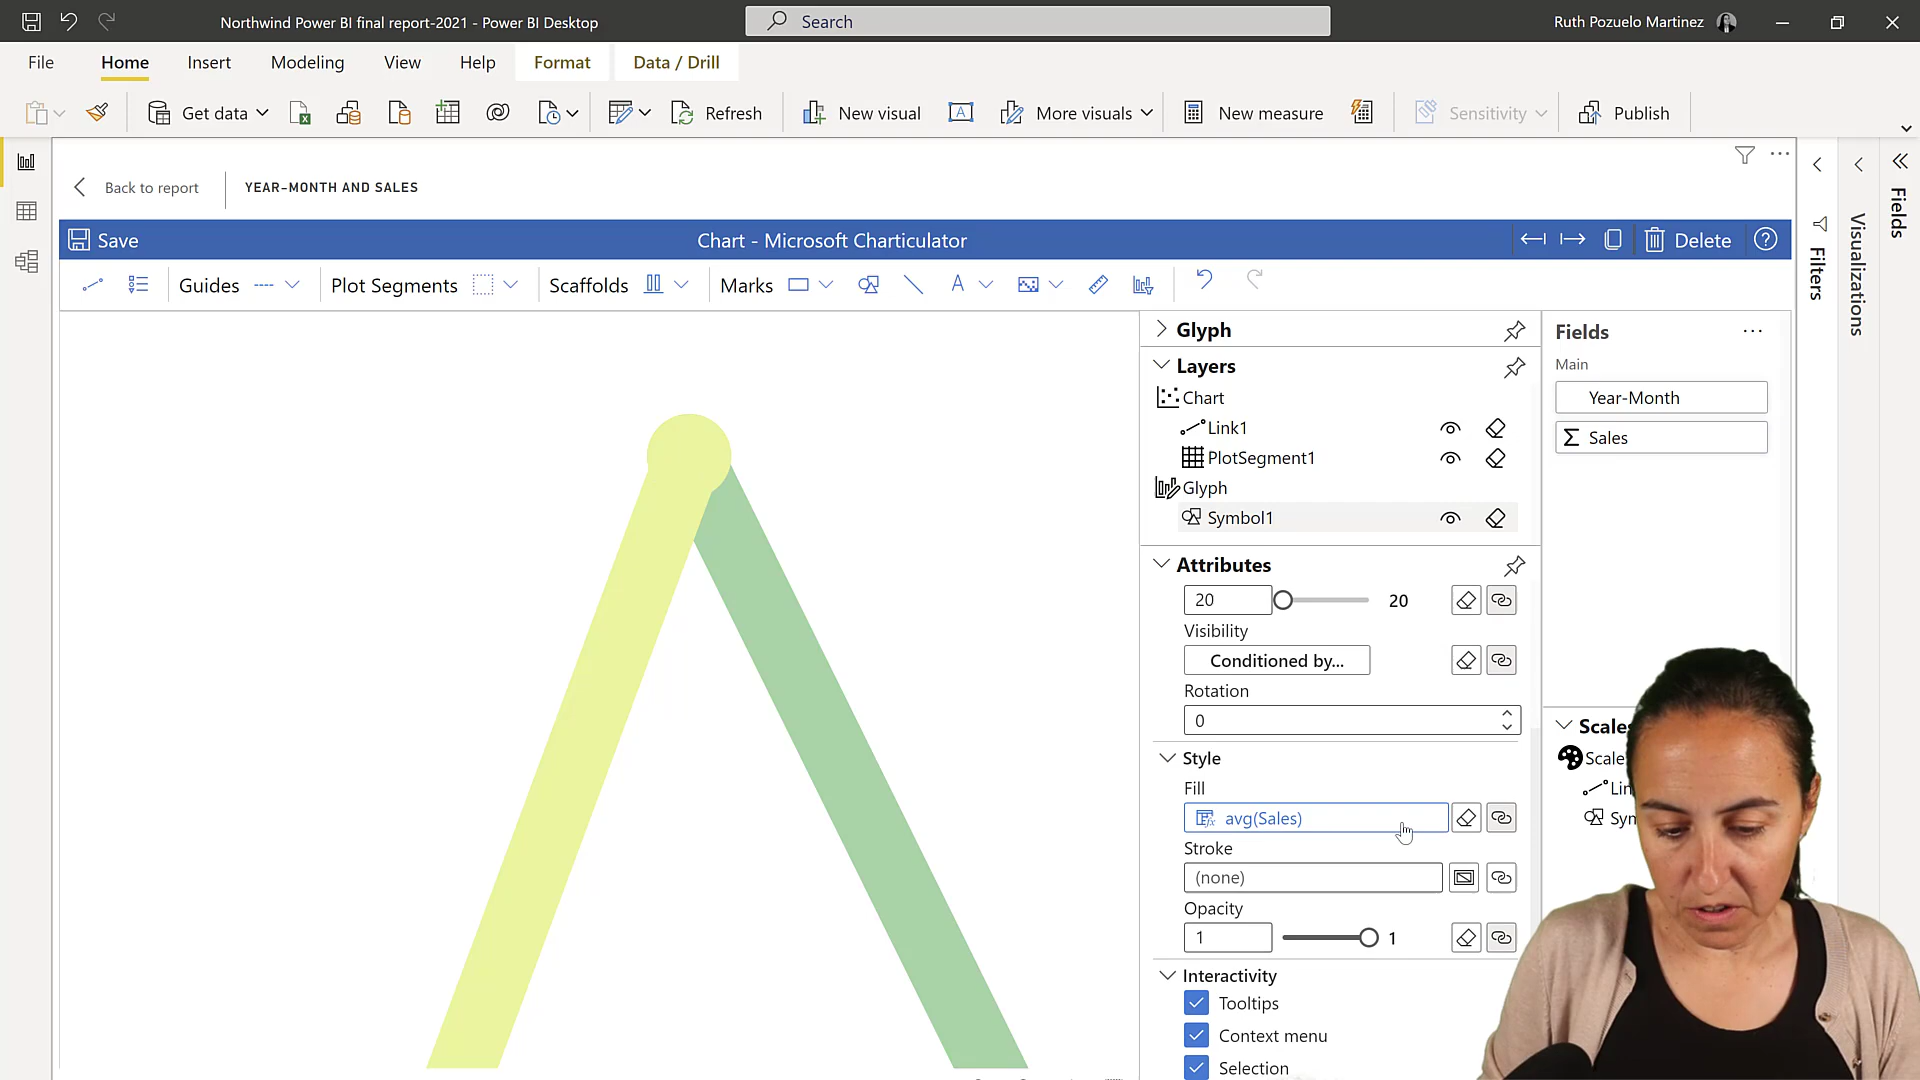 Northwind Power BI final report-2021 - Power BI Desktop
Search
Ruth Pozuelo Martinez
File Home Insert Modeling View Help Format Data / Drill
Get data Refresh New visual More visuals New measure Sensitivity Publish
Back to report YEAR-MONTH AND SALES
Save Chart - Microsoft Charticulator Delete
Guides Plot Segments Scaffolds Marks
Glyph
Layers
Chart
Link1
PlotSegment1
Glyph
Symbol1
Attributes
20 20
Visibility
Conditioned by...
Rotation
0
Style
Fill
avg(Sales)
Stroke
(none)
Opacity
1 1
Interactivity
Tooltips
Context menu
Selection
Fields
Main
Year-Month
Sales
Scales
Scale
Filters
Visualizations
Fields